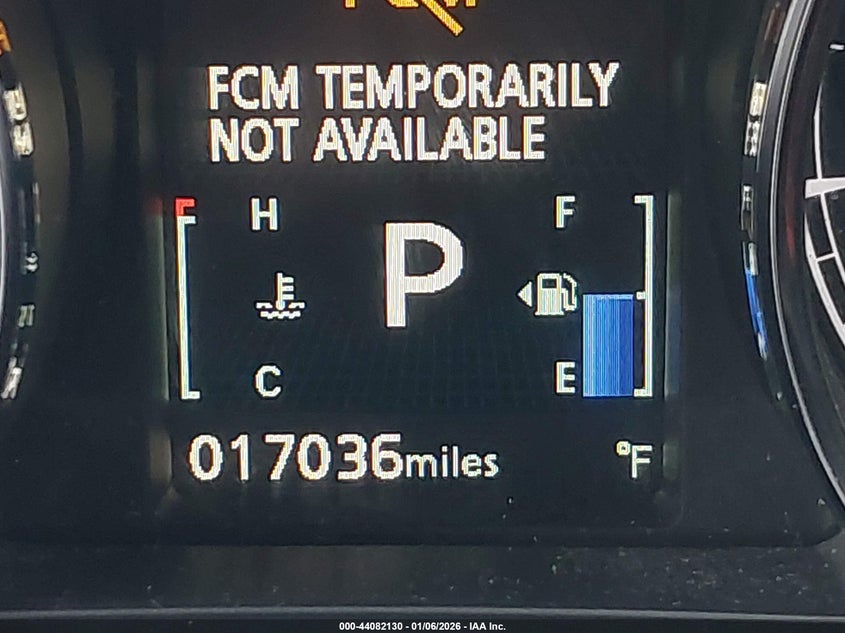 FCM TEMPORARILY
NOT AVAILABLE
H
F
P
C
E
017036miles
°F
000-44082130 - 01/06/2026 - IAA Inc.